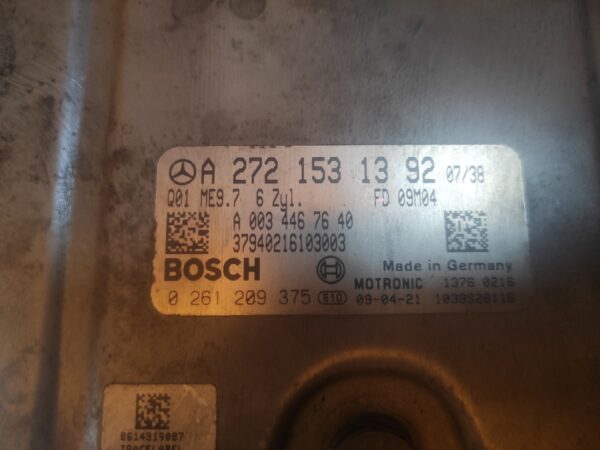 A 272 153 13 92 07/38
Q01 ME9.7 6 Zyl. FD 09M04
A 003 446 76 40
37940216103003
BOSCH Made in Germany
MOTRONIC 1376 0216
0 261 209 375 810 09-04-21 1039S28116
8614319087